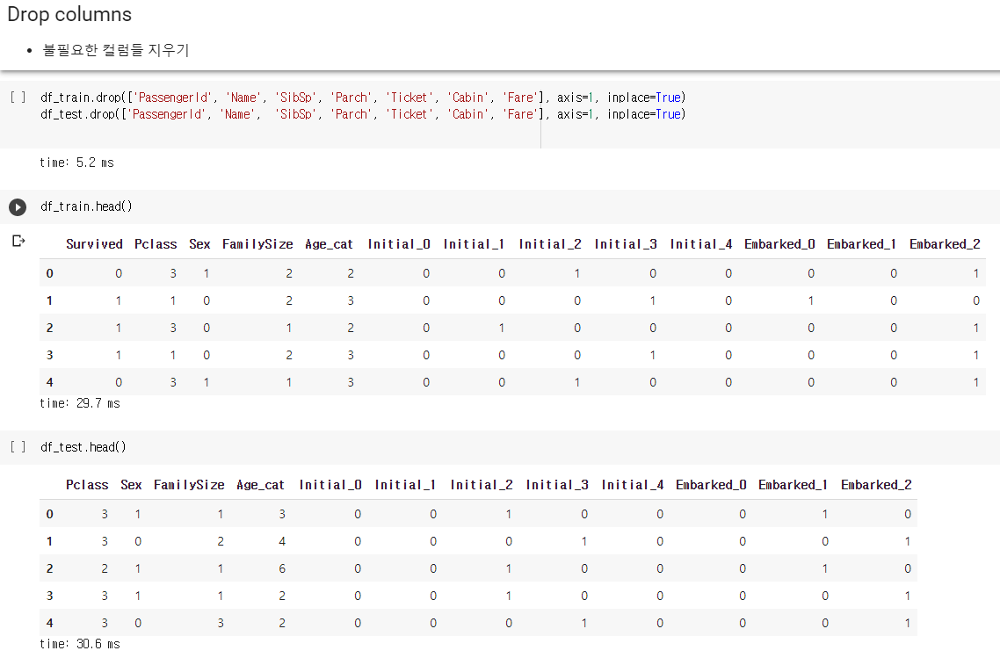 Drop columns
• 불필요한 컬럼들 지우기
[ ] df_train.drop(['PassengerId', 'Name', 'SibSp', 'Parch', 'Ticket', 'Cabin', 'Fare'], axis=1, inplace=True)
df_test.drop(['PassengerId', 'Name',  'SibSp', 'Parch', 'Ticket', 'Cabin', 'Fare'], axis=1, inplace=True)
time: 5.2 ms
df_train.head()
Survived Pclass Sex FamilySize Age_cat Initial_0 Initial_1 Initial_2 Initial_3 Initial_4 Embarked_0 Embarked_1 Embarked_2
0 0 3 1 2 2 0 0 1 0 0 0 0 1
1 1 1 0 2 3 0 0 0 1 0 1 0 0
2 1 3 0 1 2 0 1 0 0 0 0 0 1
3 1 1 0 2 3 0 0 0 1 0 0 0 1
4 0 3 1 1 3 0 0 1 0 0 0 0 1
time: 29.7 ms
[ ] df_test.head()
Pclass Sex FamilySize Age_cat Initial_0 Initial_1 Initial_2 Initial_3 Initial_4 Embarked_0 Embarked_1 Embarked_2
0 3 1 1 3 0 0 1 0 0 0 1 0
1 3 0 2 4 0 0 0 1 0 0 0 1
2 2 1 1 6 0 0 1 0 0 0 1 0
3 3 1 1 2 0 0 1 0 0 0 0 1
4 3 0 3 2 0 0 0 1 0 0 0 1
time: 30.6 ms